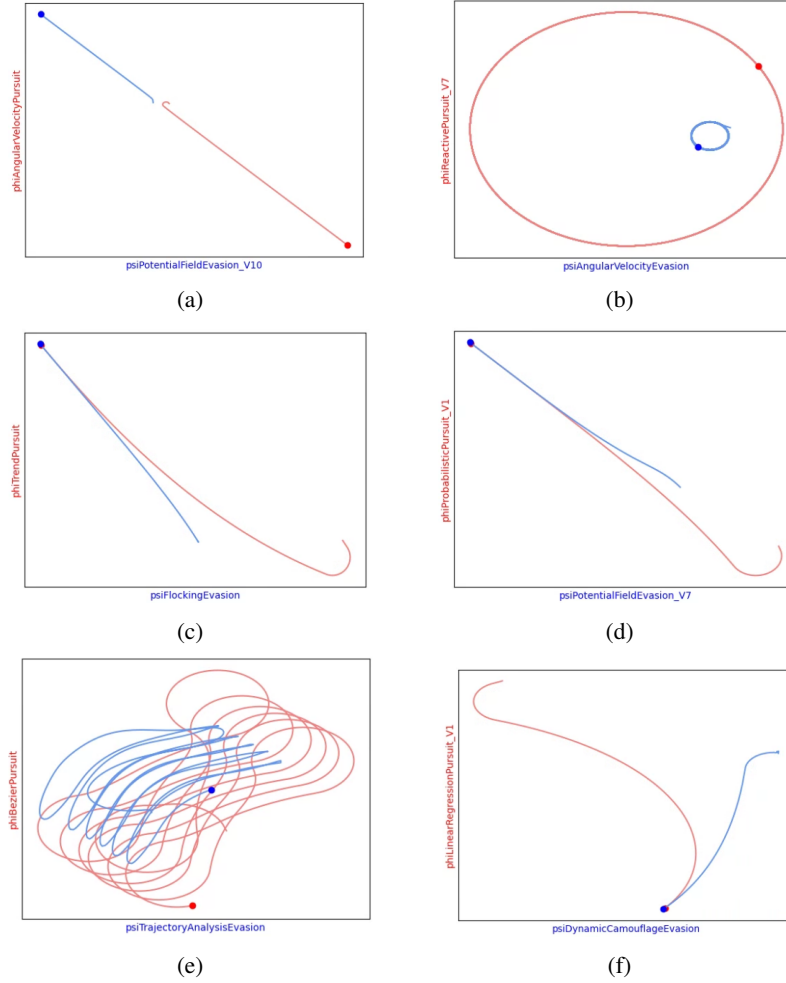 phiAngularVelocityPursuit
psiPotentialFieldEvasion_V10
(a)
phiReactivePursuit_V7
psiAngularVelocityEvasion
(b)
phiTrendPursuit
psiFlockingEvasion
(c)
phiProbabilisticPursuit_V1
psiPotentialFieldEvasion_V7
(d)
phiBezierPursuit
psiTrajectoryAnalysisEvasion
(e)
phiLinearRegressionPursuit_V1
psiDynamicCamouflageEvasion
(f)